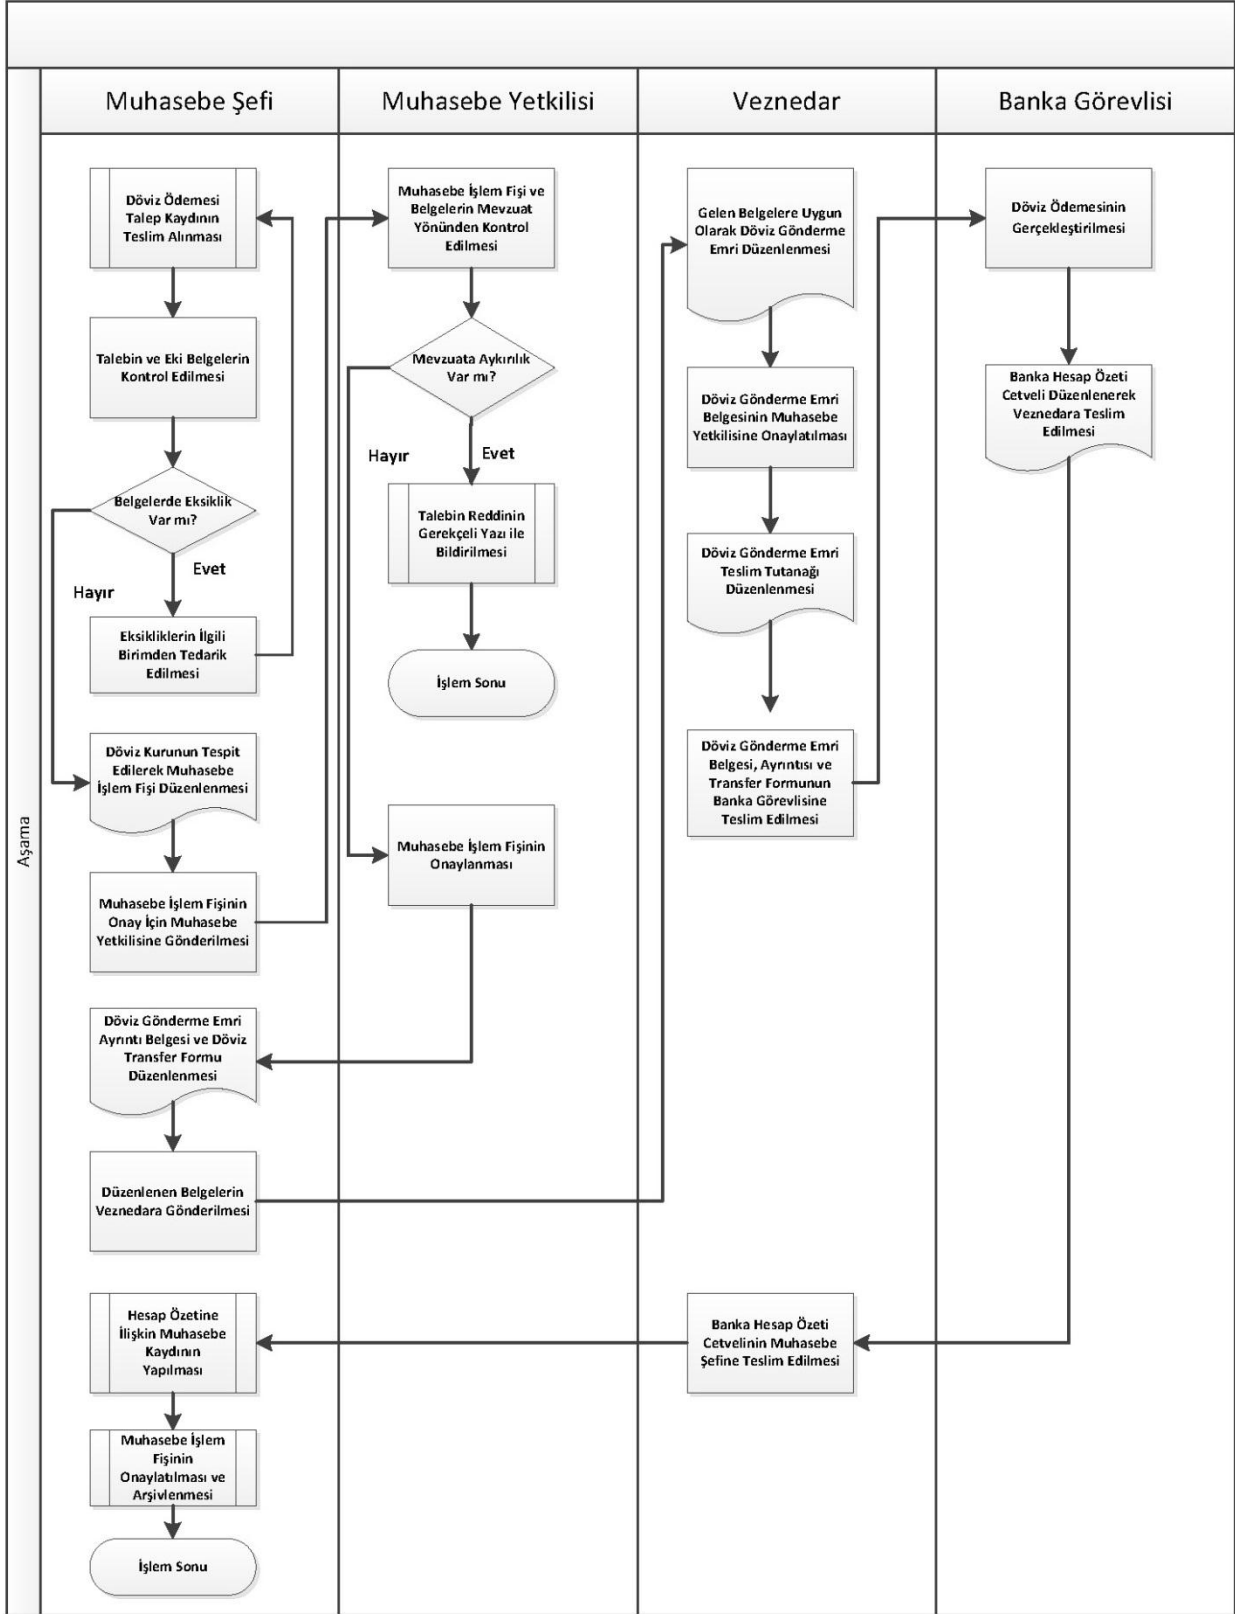 Muhasebe Şefi
Muhasebe Yetkilisi
Veznedar
Banka Görevlisi
Aşama
Döviz Ödemesi
Talep Kaydının
Teslim Alınması
Talebin ve Eki Belgelerin
Kontrol Edilmesi
Belgelerde Eksiklik
Var mı?
Evet
Hayır
Eksikliklerin İlgili
Birimden Tedarik
Edilmesi
Döviz Kurunun Tespit
Edilerek Muhasebe
İşlem Fişi Düzenlenmesi
Muhasebe İşlem Fişinin
Onay İçin Muhasebe
Yetkilisine Gönderilmesi
Döviz Gönderme Emri
Ayrıntı Belgesi ve Döviz
Transfer Formu
Düzenlenmesi
Düzenlenen Belgelerin
Veznedara Gönderilmesi
Hesap Özetine
İlişkin Muhasebe
Kaydının
Yapılması
Muhasebe İşlem
Fişinin
Onaylatılması ve
Arşivlenmesi
İşlem Sonu
Muhasebe İşlem Fişi ve
Belgelerin Mevzuat
Yönünden Kontrol
Edilmesi
Mevzuata Aykırılık
Var mı?
Hayır
Evet
Talebin Reddinin
Gerekçeli Yazı ile
Bildirilmesi
İşlem Sonu
Muhasebe İşlem Fişinin
Onaylanması
Gelen Belgelere Uygun
Olarak Döviz Gönderme
Emri Düzenlenmesi
Döviz Gönderme Emri
Belgesinin Muhasebe
Yetkilisine Onaylatılması
Döviz Gönderme Emri
Teslim Tutanağı
Düzenlenmesi
Döviz Gönderme Emri
Belgesi, Ayrıntısı ve
Transfer Formunun
Banka Görevlisine
Teslim Edilmesi
Banka Hesap Özeti
Cetvelinin Muhasebe
Şefine Teslim Edilmesi
Döviz Ödemesinin
Gerçekleştirilmesi
Banka Hesap Özeti
Cetveli Düzenlenerek
Veznedara Teslim
Edilmesi